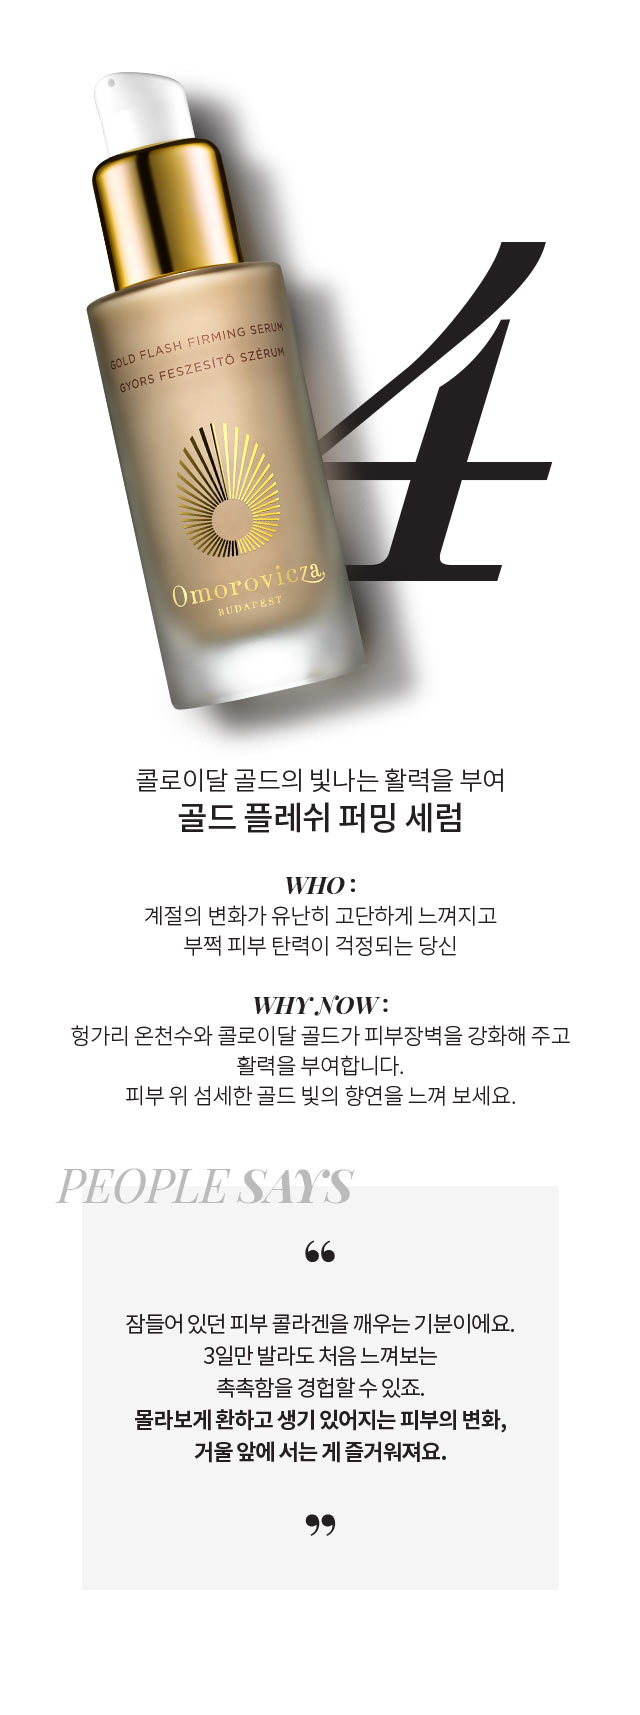 GOLD FLASH FIRMING SERUM
GYORS FESZESÍTŐ SZÉRUM
Omorovicza
BUDAPEST
4
콜로이달 골드의 빛나는 활력을 부여
골드 플레쉬 퍼밍 세럼
WHO :
계절의 변화가 유난히 고단하게 느껴지고
부쩍 피부 탄력이 걱정되는 당신
WHY NOW :
헝가리 온천수와 콜로이달 골드가 피부장벽을 강화해 주고
활력을 부여합니다.
피부 위 섬세한 골드 빛의 향연을 느껴 보세요.
PEOPLE SAYS
“
잠들어 있던 피부 콜라겐을 깨우는 기분이에요.
3일만 발라도 처음 느껴보는
촉촉함을 경험할 수 있죠.
몰라보게 환하고 생기 있어지는 피부의 변화,
거울 앞에 서는 게 즐거워져요.
”